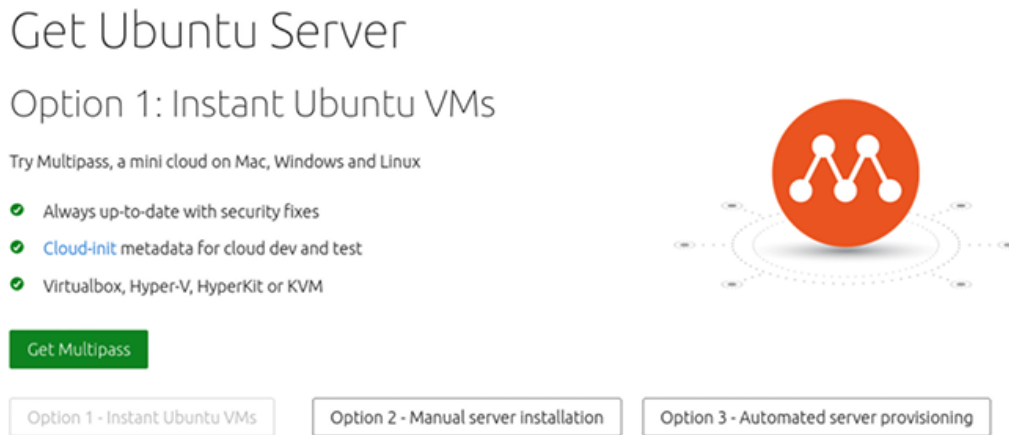 Get Ubuntu Server
Option 1: Instant Ubuntu VMs
Try Multipass, a mini cloud on Mac, Windows and Linux
Always up-to-date with security fixes
Cloud-init metadata for cloud dev and test
Virtualbox, Hyper-V, HyperKit or KVM
Get Multipass
Option 1 - Instant Ubuntu VMs
Option 2 - Manual server installation
Option 3 - Automated server provisioning